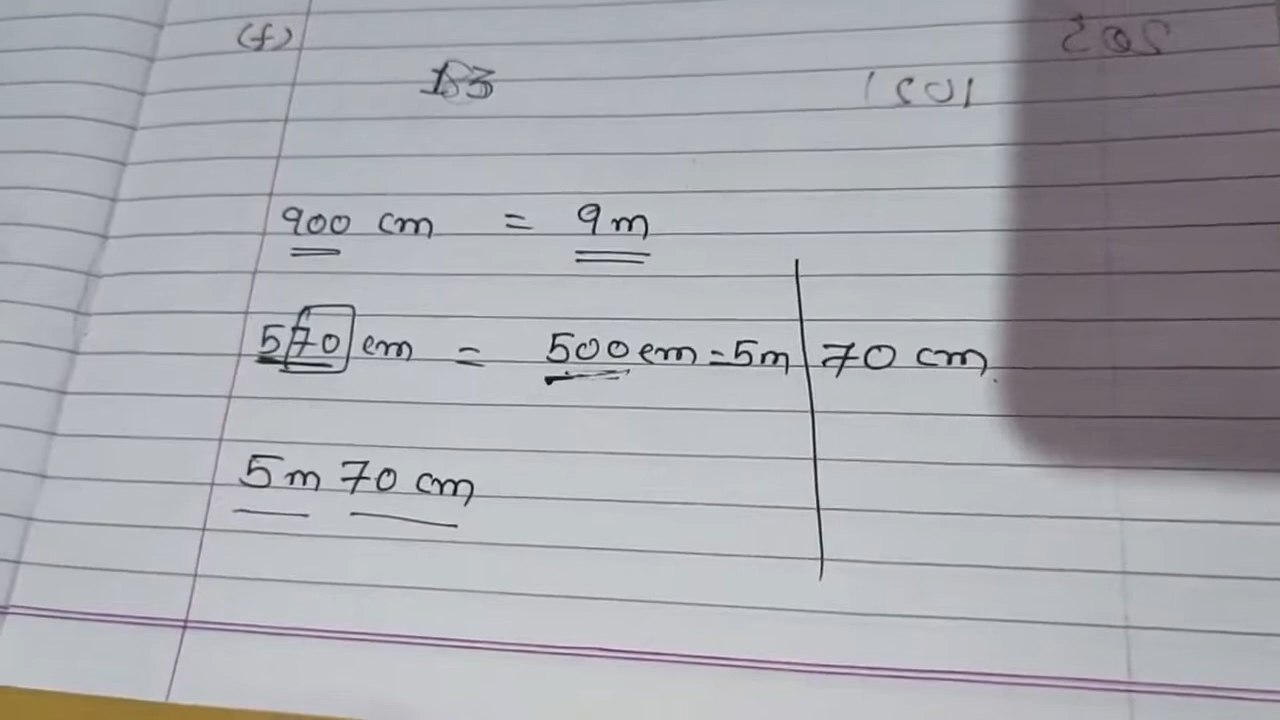 (f)
900 cm = 9m
570 cm = 500 cm = 5m 70 cm.
5m 70 cm